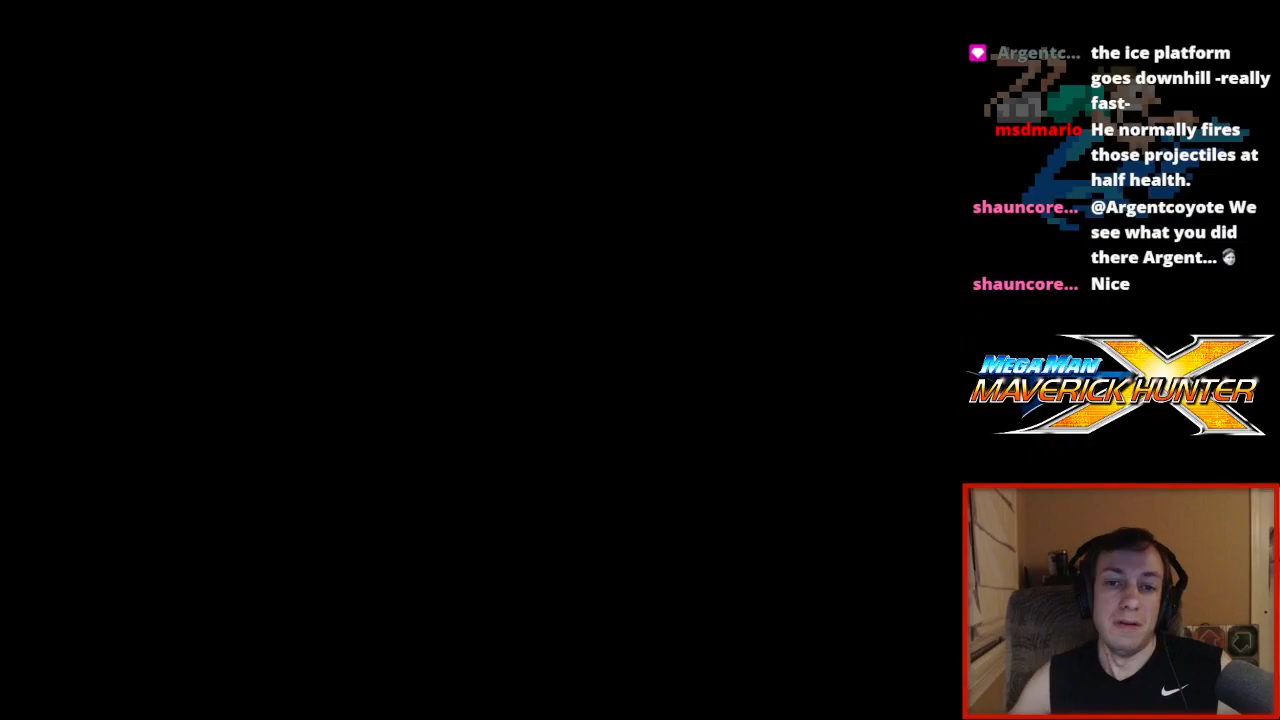 Argentc... the ice platform
goes downhill -really
fast-
msdmario He normally fires
those projectiles at
half health.
shauncore... @Argentcoyote We
see what you did
there Argent...
shauncore... Nice
MEGA MAN
MAVERICK HUNTER X